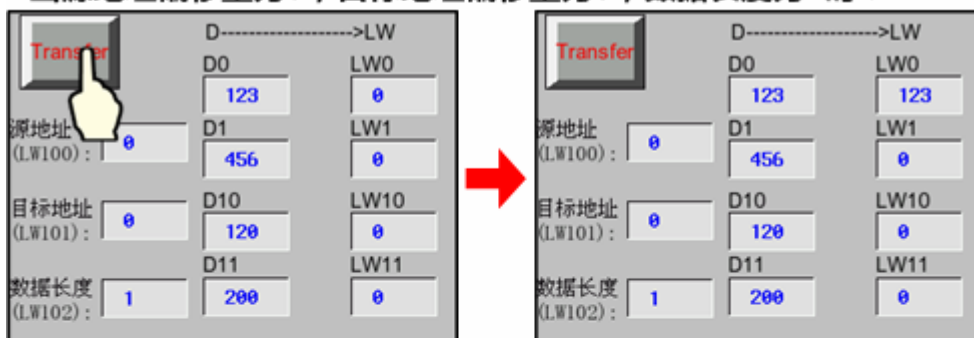 Transfer
D------------------->LW
D0 LW0
123 0
源地址
(LW100): 0
D1 LW1
456 0
目标地址
(LW101): 0
D10 LW10
120 0
数据长度
(LW102): 1
D11 LW11
200 0
Transfer
D------------------->LW
D0 LW0
123 123
源地址
(LW100): 0
D1 LW1
456 0
目标地址
(LW101): 0
D10 LW10
120 0
数据长度
(LW102): 1
D11 LW11
200 0